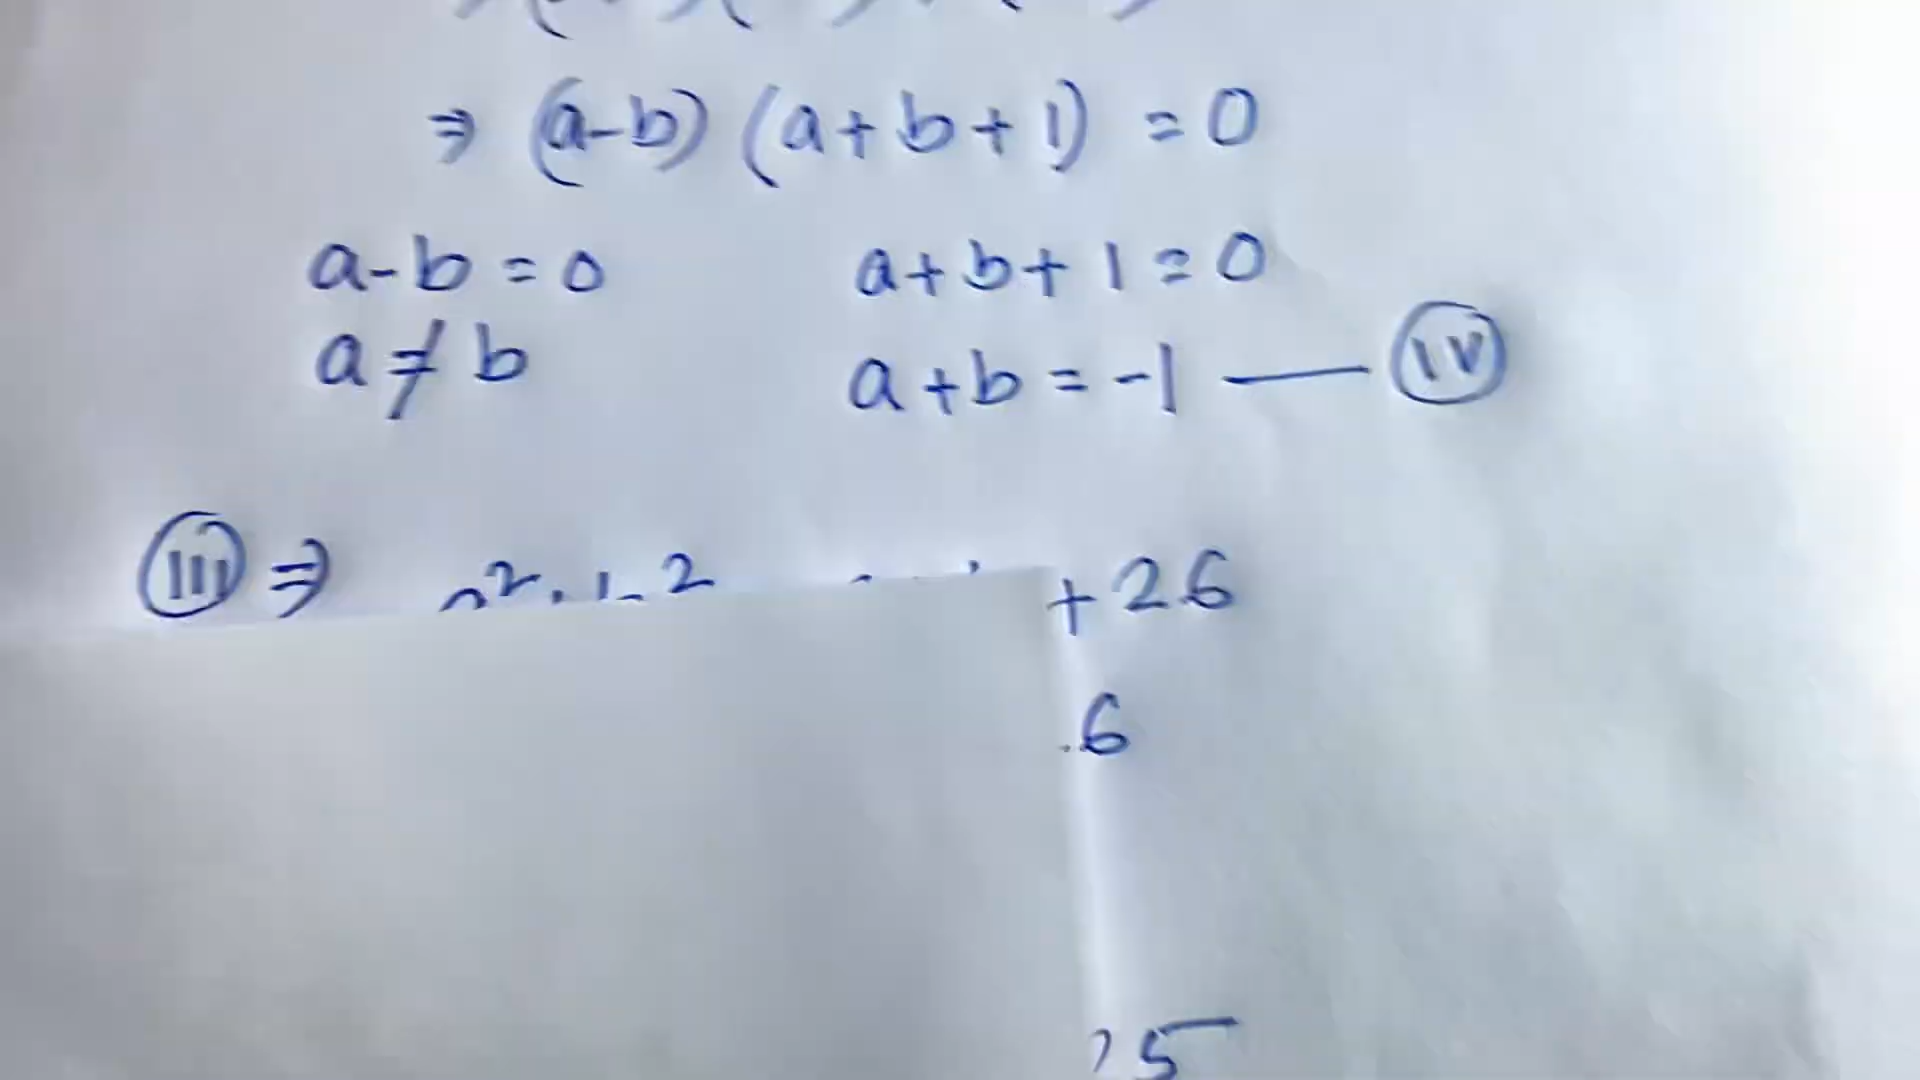 ⇒ (a-b) (a+b+1) = 0
a-b = 0 a+b+1 = 0
a ≠ b a+b = -1 — (IV)
(III) ⇒ + 26
6
5